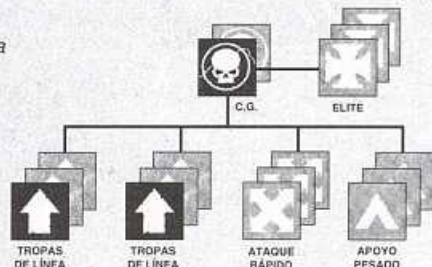 a
C.G.
ELITE
TROPAS
DE LÍNEA
TROPAS
DE LÍNEA
ATAQUE
RÁPIDO
APOYO
PESADO